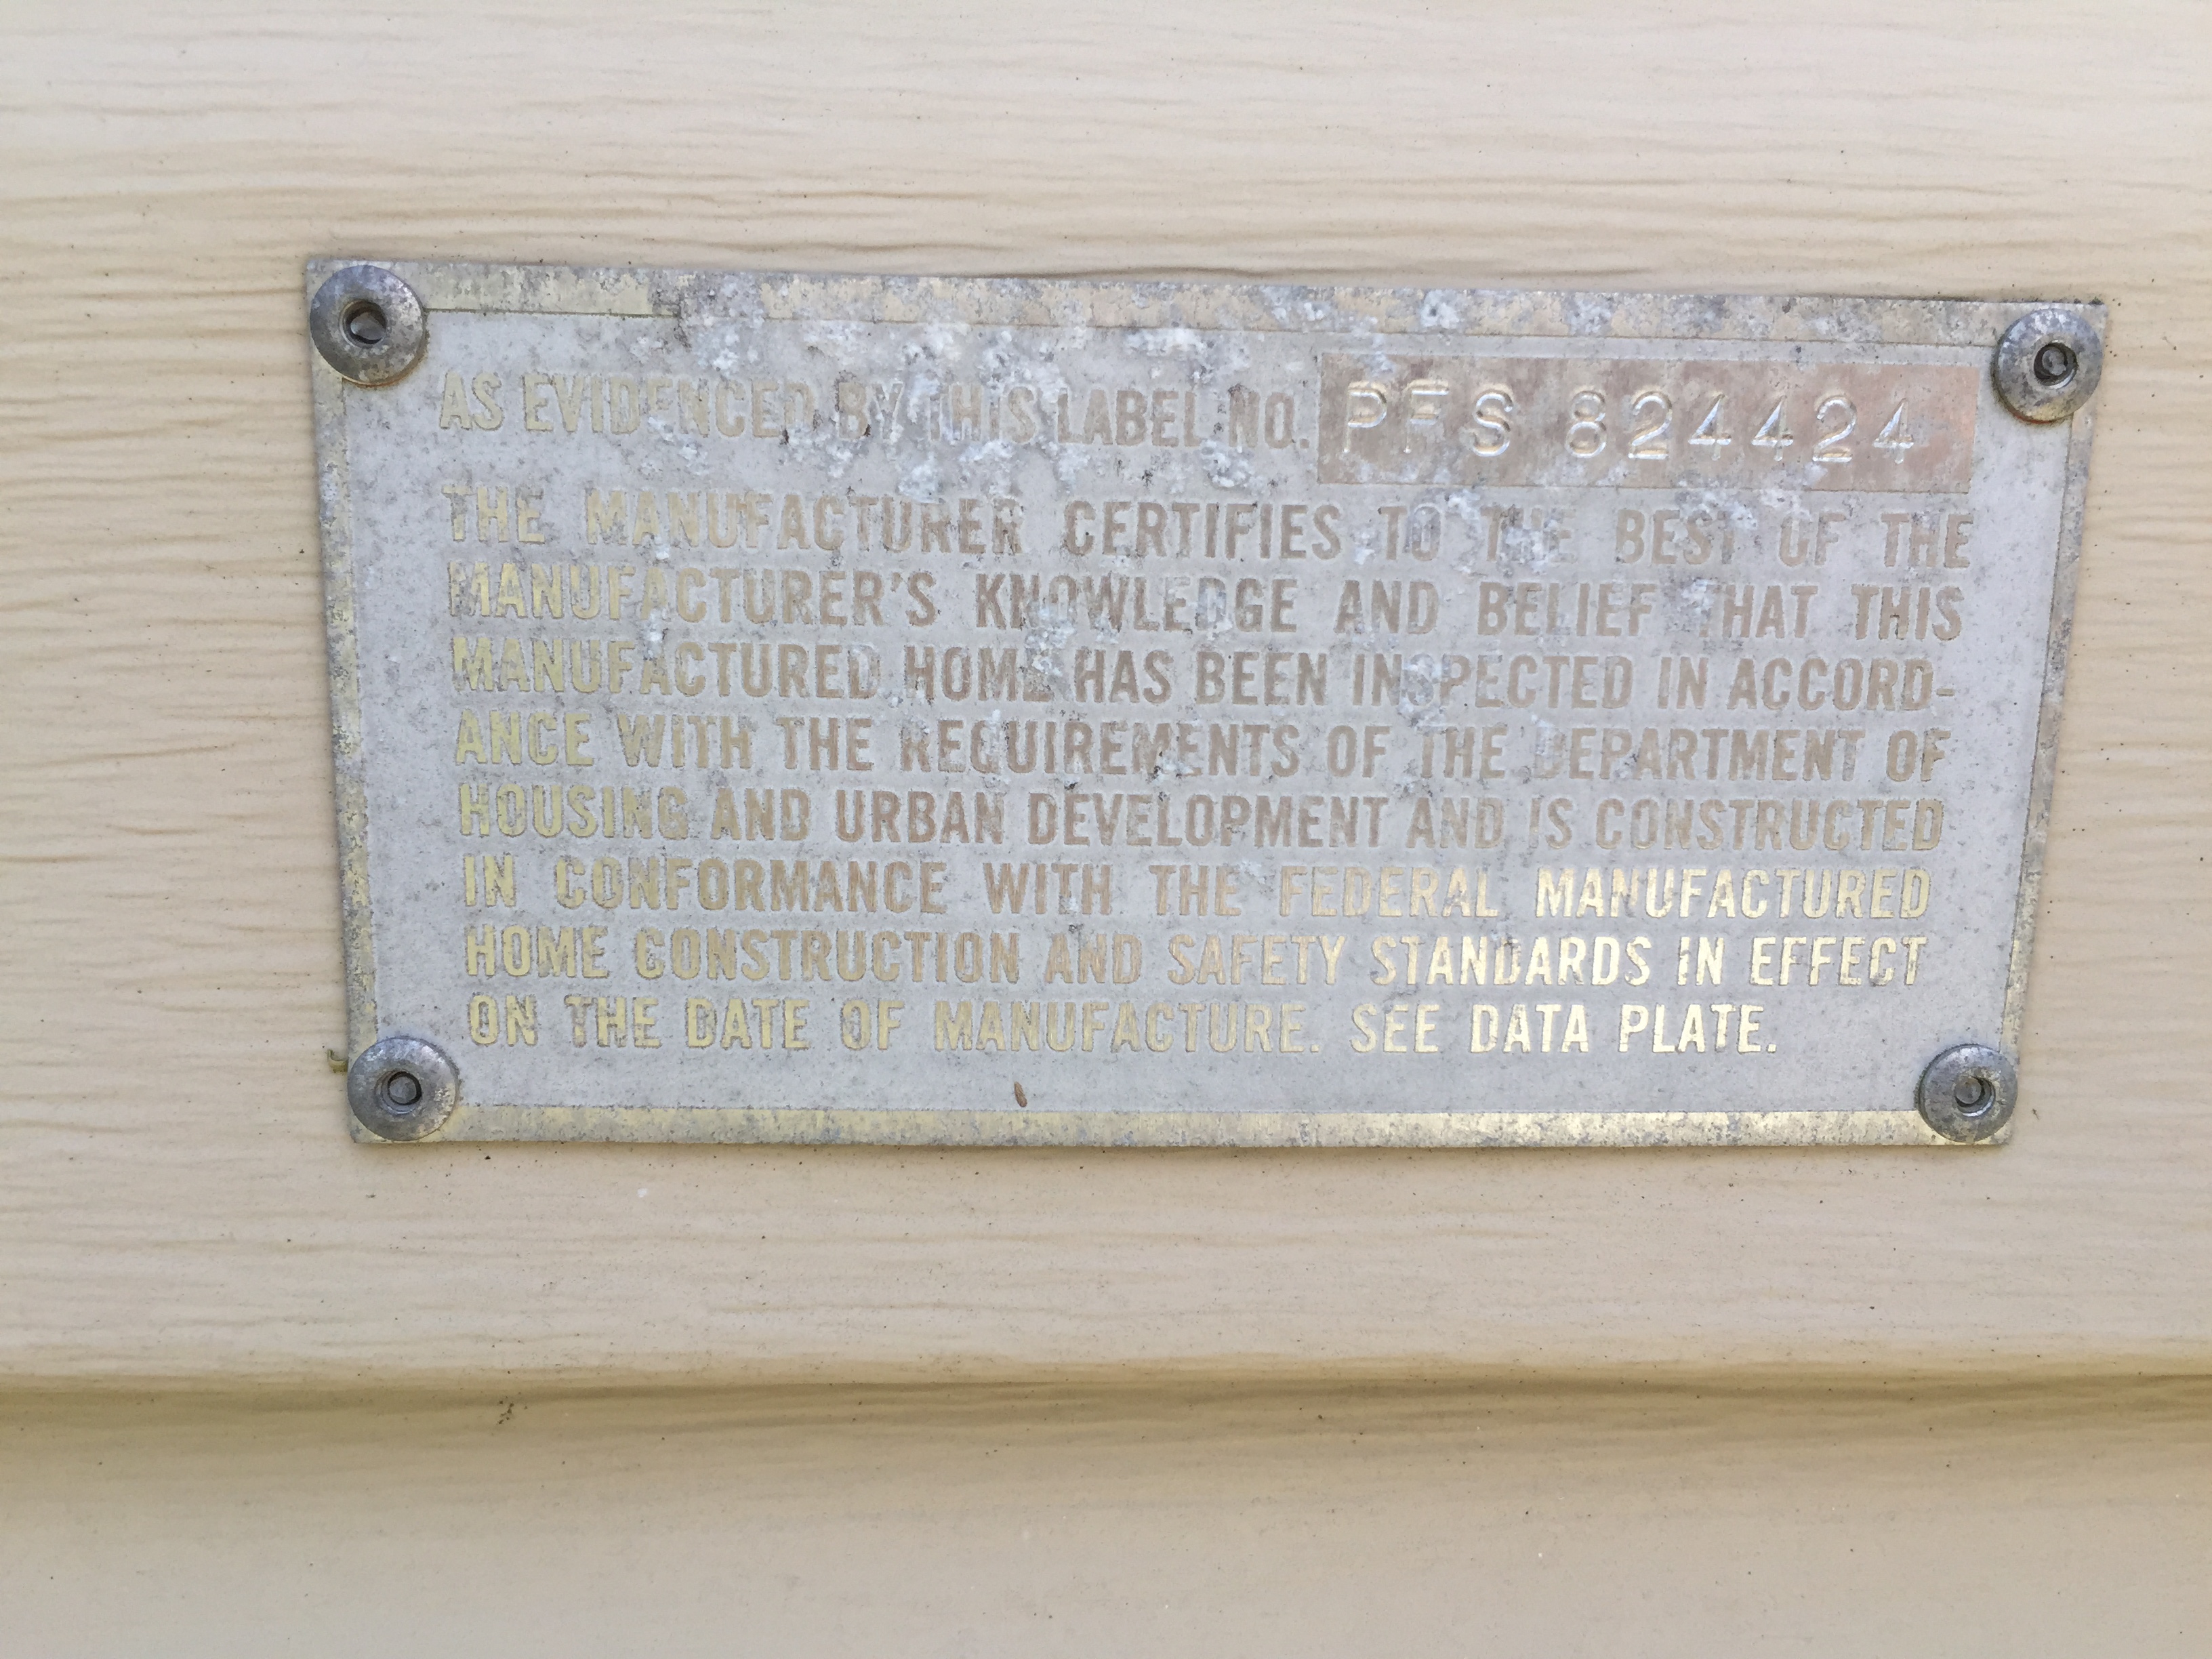 AS EVIDENCED BY THIS LABEL NO. PFS 824424
THE MANUFACTURER CERTIFIES TO THE BEST OF THE
MANUFACTURER'S KNOWLEDGE AND BELIEF THAT THIS
MANUFACTURED HOME HAS BEEN INSPECTED IN ACCORD-
ANCE WITH THE REQUIREMENTS OF THE DEPARTMENT OF
HOUSING AND URBAN DEVELOPMENT AND IS CONSTRUCTED
IN CONFORMANCE WITH THE FEDERAL MANUFACTURED
HOME CONSTRUCTION AND SAFETY STANDARDS IN EFFECT
ON THE DATE OF MANUFACTURE. SEE DATA PLATE.